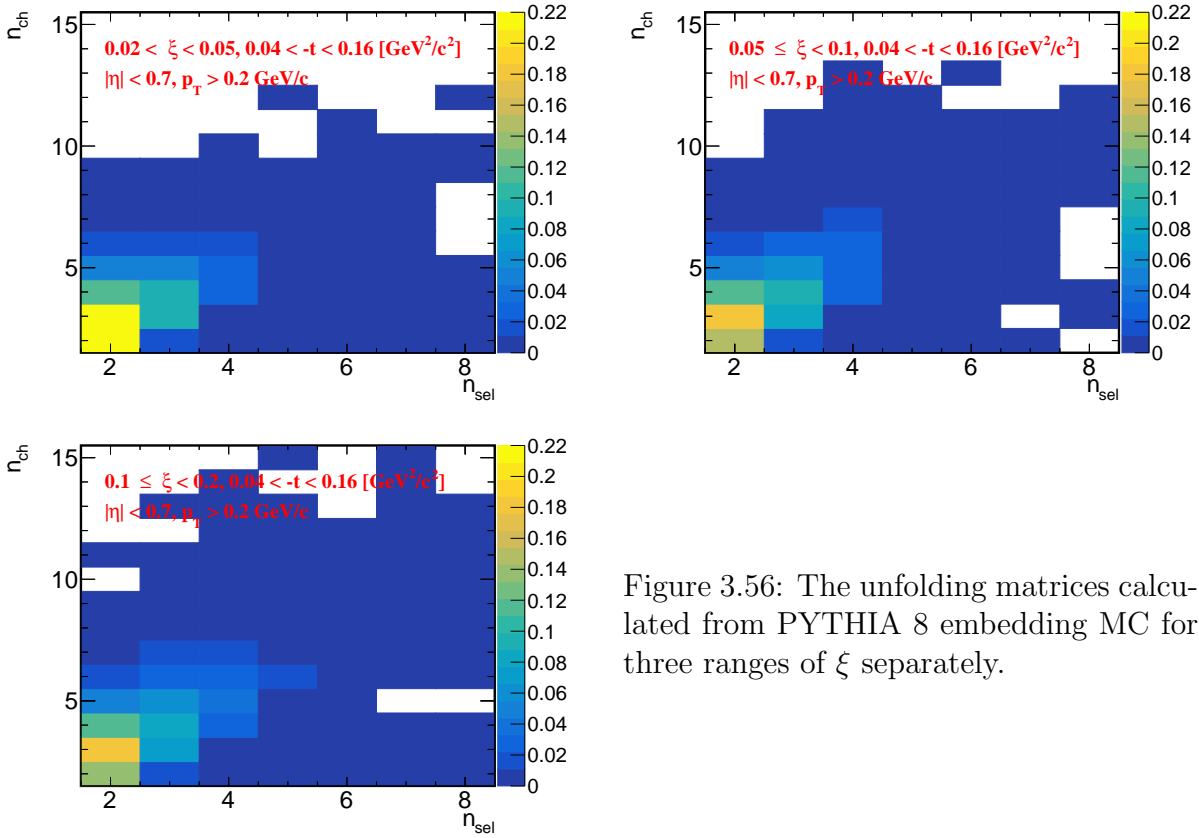 n_ch
15
10
5
0.02 < ξ < 0.05, 0.04 < -t < 0.16 [GeV²/c²]
|η| < 0.7, p_T > 0.2 GeV/c
2 4 6 8
n_sel
0.22
0.2
0.18
0.16
0.14
0.12
0.1
0.08
0.06
0.04
0.02
0
n_ch
15
10
5
0.05 ≤ ξ < 0.1, 0.04 < -t < 0.16 [GeV²/c²]
|η| < 0.7, p_T > 0.2 GeV/c
2 4 6 8
n_sel
0.22
0.2
0.18
0.16
0.14
0.12
0.1
0.08
0.06
0.04
0.02
0
n_ch
15
10
5
0.1 ≤ ξ < 0.2, 0.04 < -t < 0.16 [GeV²/c²]
|η| < 0.7, p_T > 0.2 GeV/c
2 4 6 8
n_sel
0.22
0.2
0.18
0.16
0.14
0.12
0.1
0.08
0.06
0.04
0.02
0
Figure 3.56: The unfolding matrices calcu-
lated from PYTHIA 8 embedding MC for
three ranges of ξ separately.